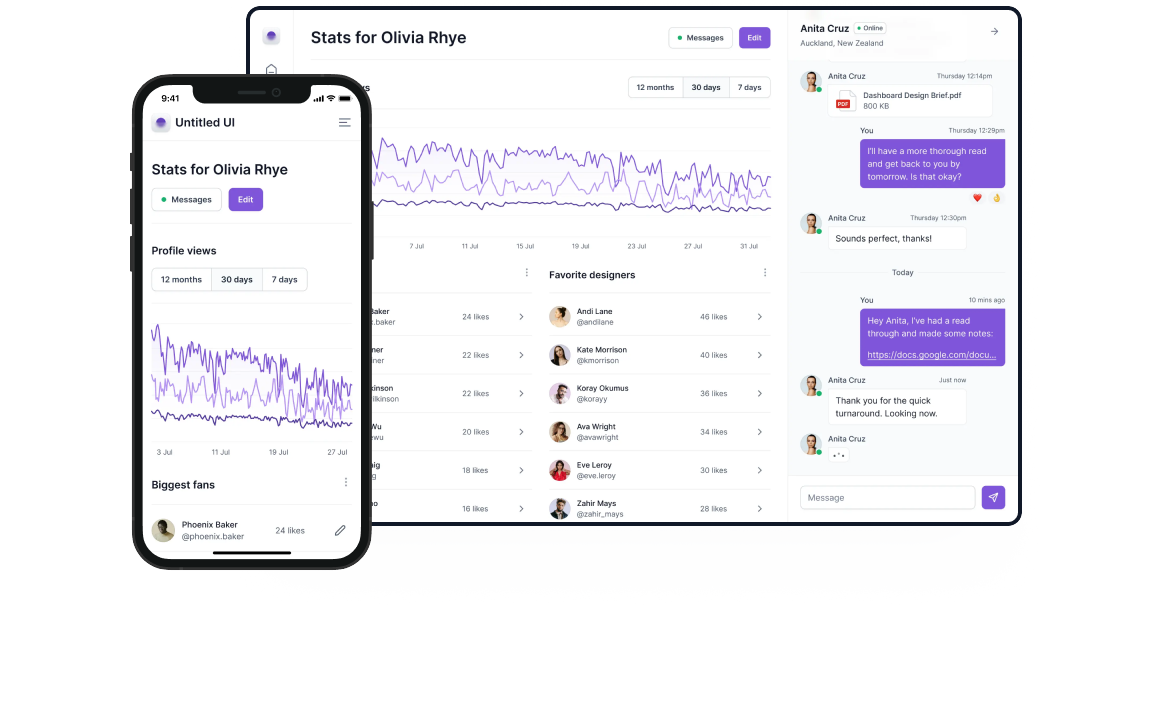 Stats for Olivia Rhye
Messages
Edit
12 months
30 days
7 days
7 Jul
11 Jul
15 Jul
19 Jul
23 Jul
27 Jul
31 Jul
24 likes
22 likes
22 likes
20 likes
18 likes
16 likes
Favorite designers
Andi Lane
@andilane
46 likes
Kate Morrison
@kmorrison
40 likes
Koray Okumus
@korayy
36 likes
Ava Wright
@avawright
34 likes
Eve Leroy
@eve.leroy
30 likes
Zahir Mays
@zahir_mays
28 likes
Anita Cruz
Online
Auckland, New Zealand
Anita Cruz
Thursday 12:14pm
PDF
Dashboard Design Brief.pdf
800 KB
You
Thursday 12:29pm
I'll have a more thorough read
and get back to you by
tomorrow. Is that okay?
Anita Cruz
Thursday 12:30pm
Sounds perfect, thanks!
Today
You
10 mins ago
Hey Anita, I've had a read
through and made some notes:
https://docs.google.com/docu...
Anita Cruz
Just now
Thank you for the quick
turnaround. Looking now.
Anita Cruz
Message
9:41
Untitled UI
Stats for Olivia Rhye
Messages
Edit
Profile views
12 months
30 days
7 days
3 Jul
11 Jul
19 Jul
27 Jul
Biggest fans
Phoenix Baker
@phoenix.baker
24 likes